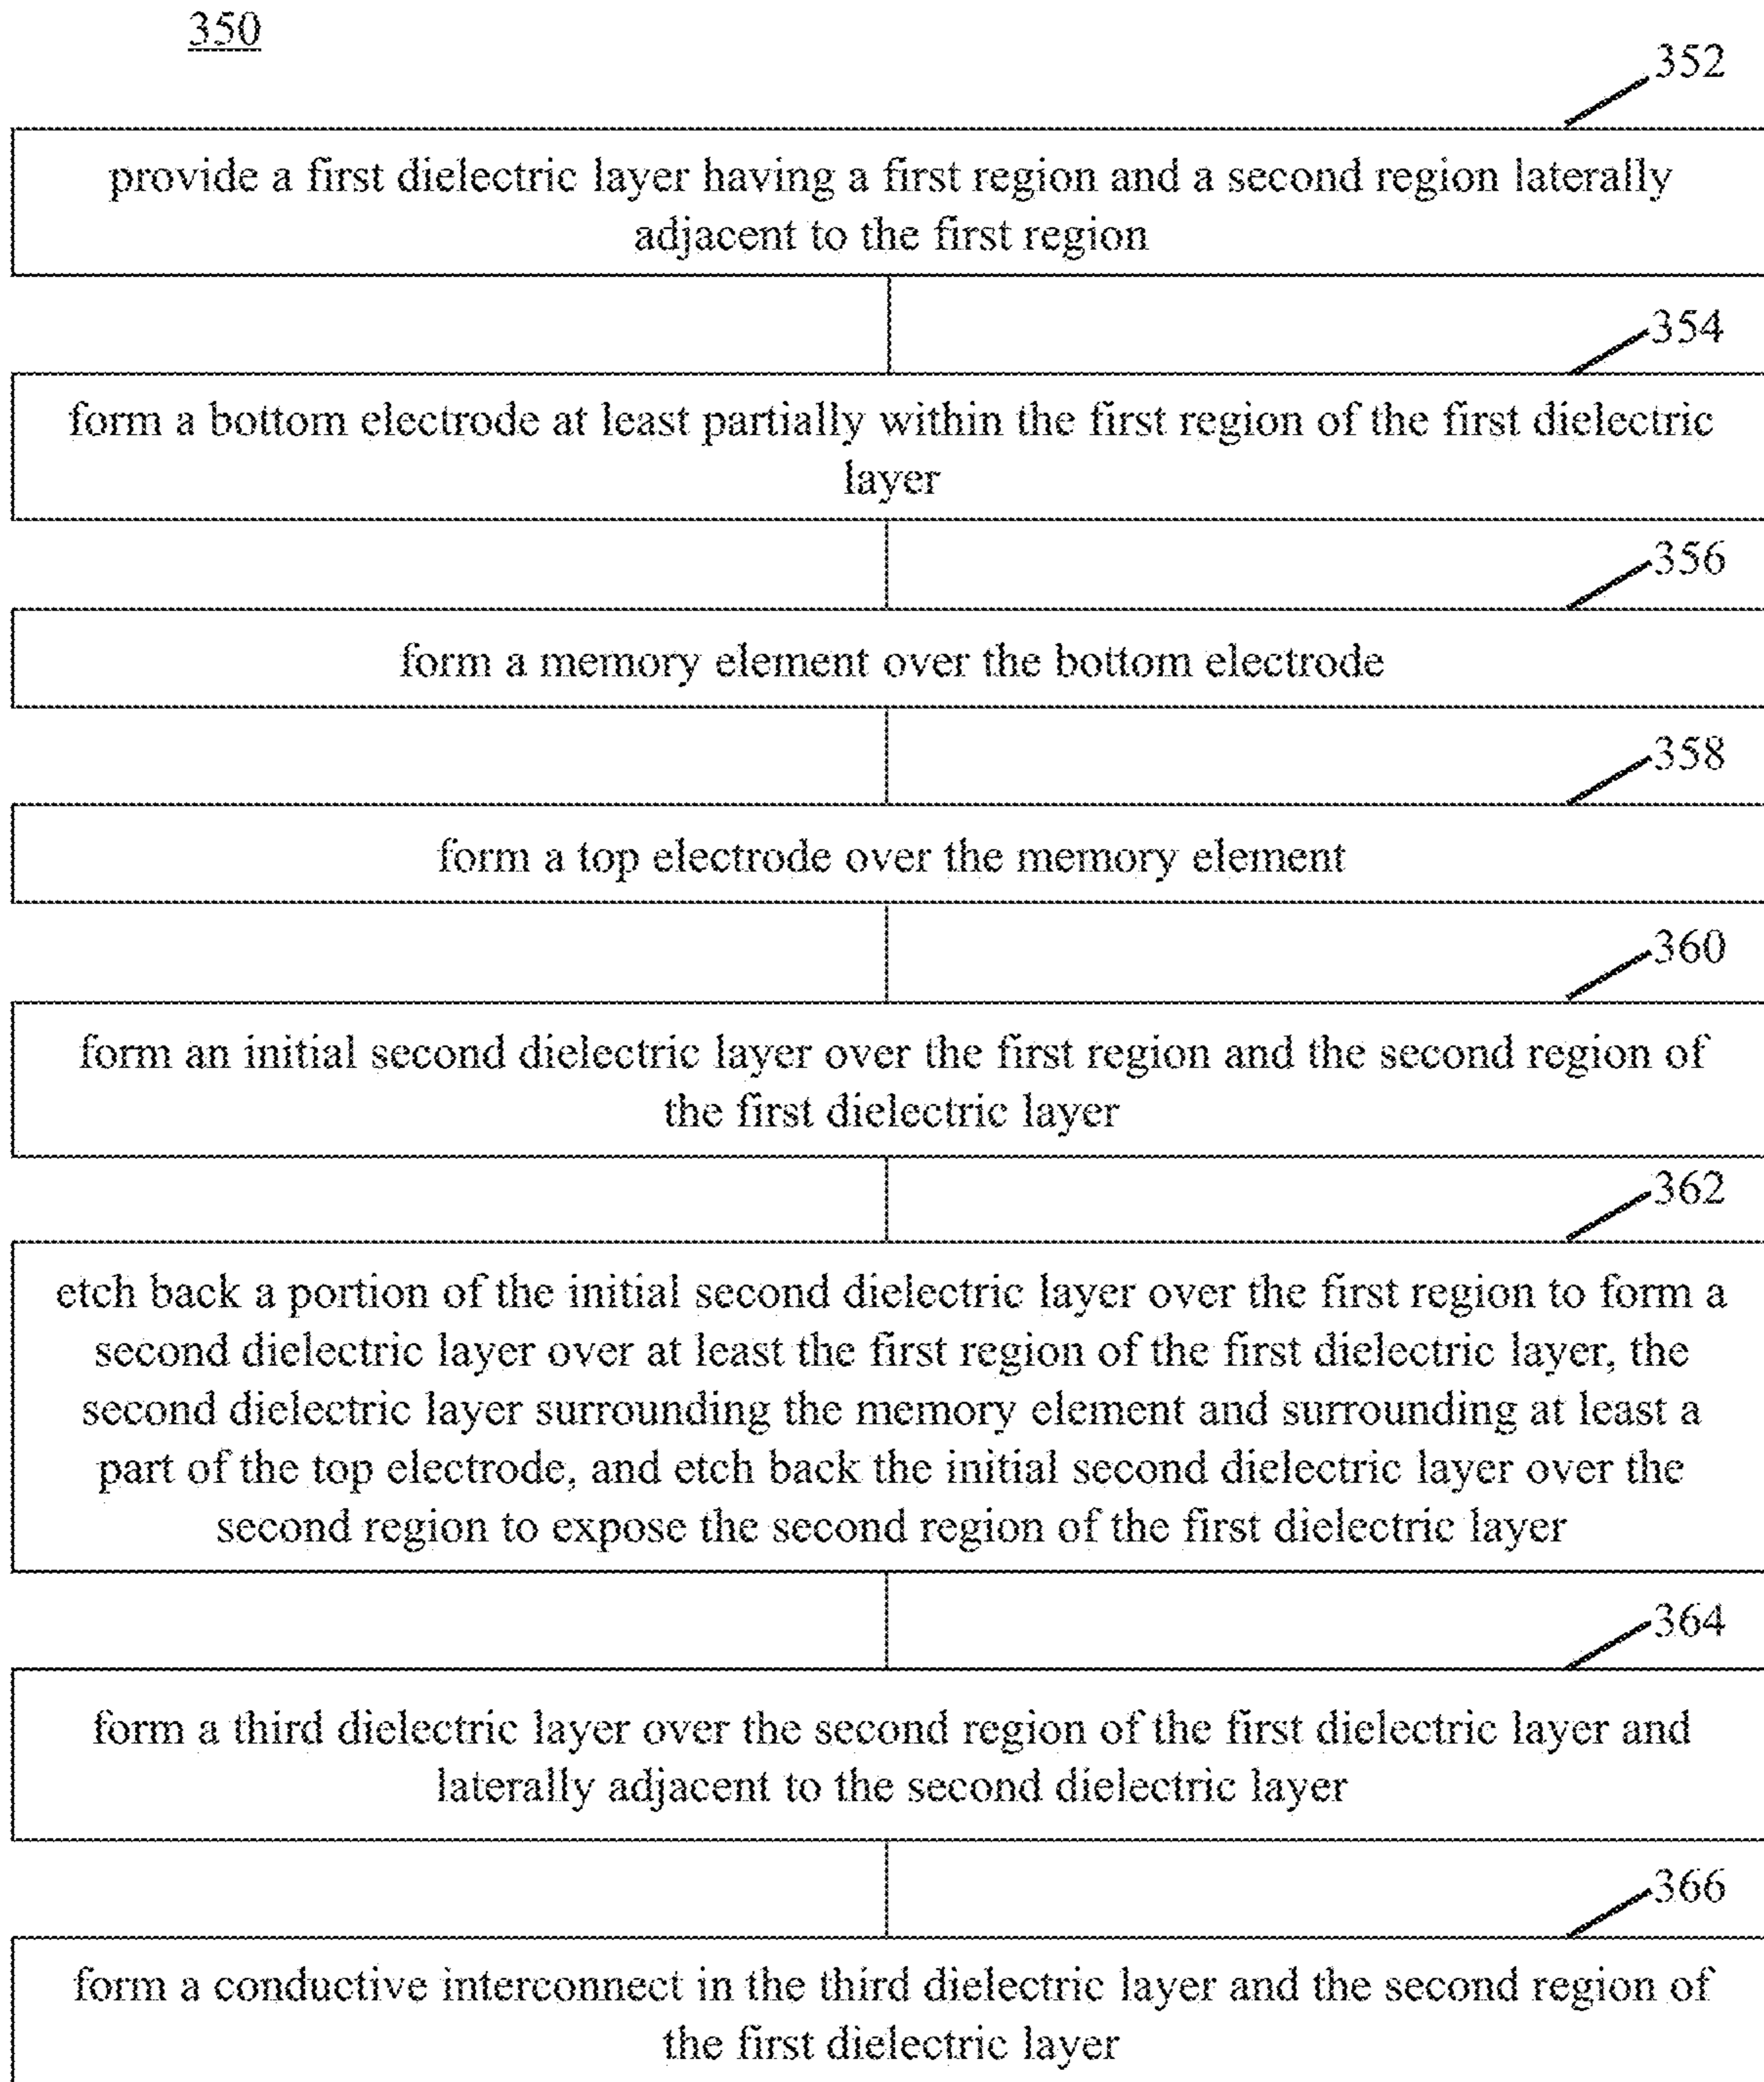 350
352
provide a first dielectric layer having a first region and a second region laterally
adjacent to the first region
354
form a bottom electrode at least partially within the first region of the first dielectric
layer
356
form a memory element over the bottom electrode
358
form a top electrode over the memory element
360
form an initial second dielectric layer over the first region and the second region of
the first dielectric layer
362
etch back a portion of the initial second dielectric layer over the first region to form a
second dielectric layer over at least the first region of the first dielectric layer, the
second dielectric layer surrounding the memory element and surrounding at least a
part of the top electrode, and etch back the initial second dielectric layer over the
second region to expose the second region of the first dielectric layer
364
form a third dielectric layer over the second region of the first dielectric layer and
laterally adjacent to the second dielectric layer
366
form a conductive interconnect in the third dielectric layer and the second region of
the first dielectric layer